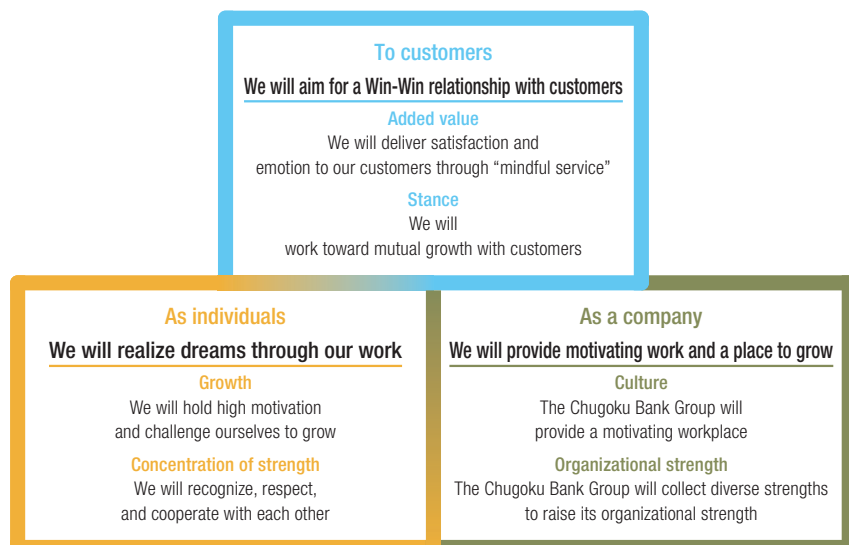 To customers
We will aim for a Win-Win relationship with customers
Added value
We will deliver satisfaction and
emotion to our customers through “mindful service”
Stance
We will
work toward mutual growth with customers
As individuals
We will realize dreams through our work
Growth
We will hold high motivation
and challenge ourselves to grow
Concentration of strength
We will recognize, respect,
and cooperate with each other
As a company
We will provide motivating work and a place to grow
Culture
The Chugoku Bank Group will
provide a motivating workplace
Organizational strength
The Chugoku Bank Group will collect diverse strengths
to raise its organizational strength